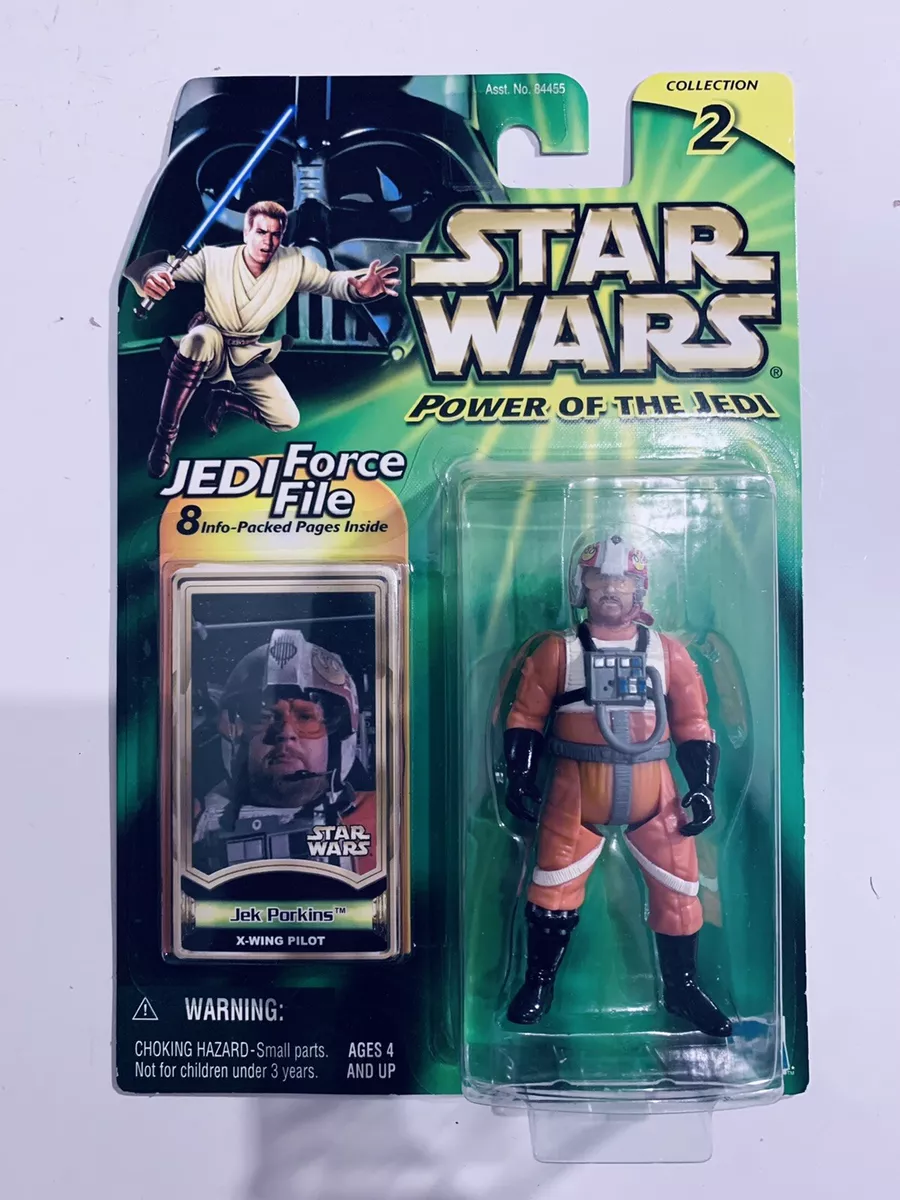 Asst. No. 84455
COLLECTION
2
STAR
WARS®
POWER OF THE JEDI
JEDI Force
File
8 Info-Packed Pages Inside
STAR
WARS
Jek Porkins™
X-WING PILOT
⚠ WARNING:
CHOKING HAZARD-Small parts.
Not for children under 3 years.
AGES 4
AND UP